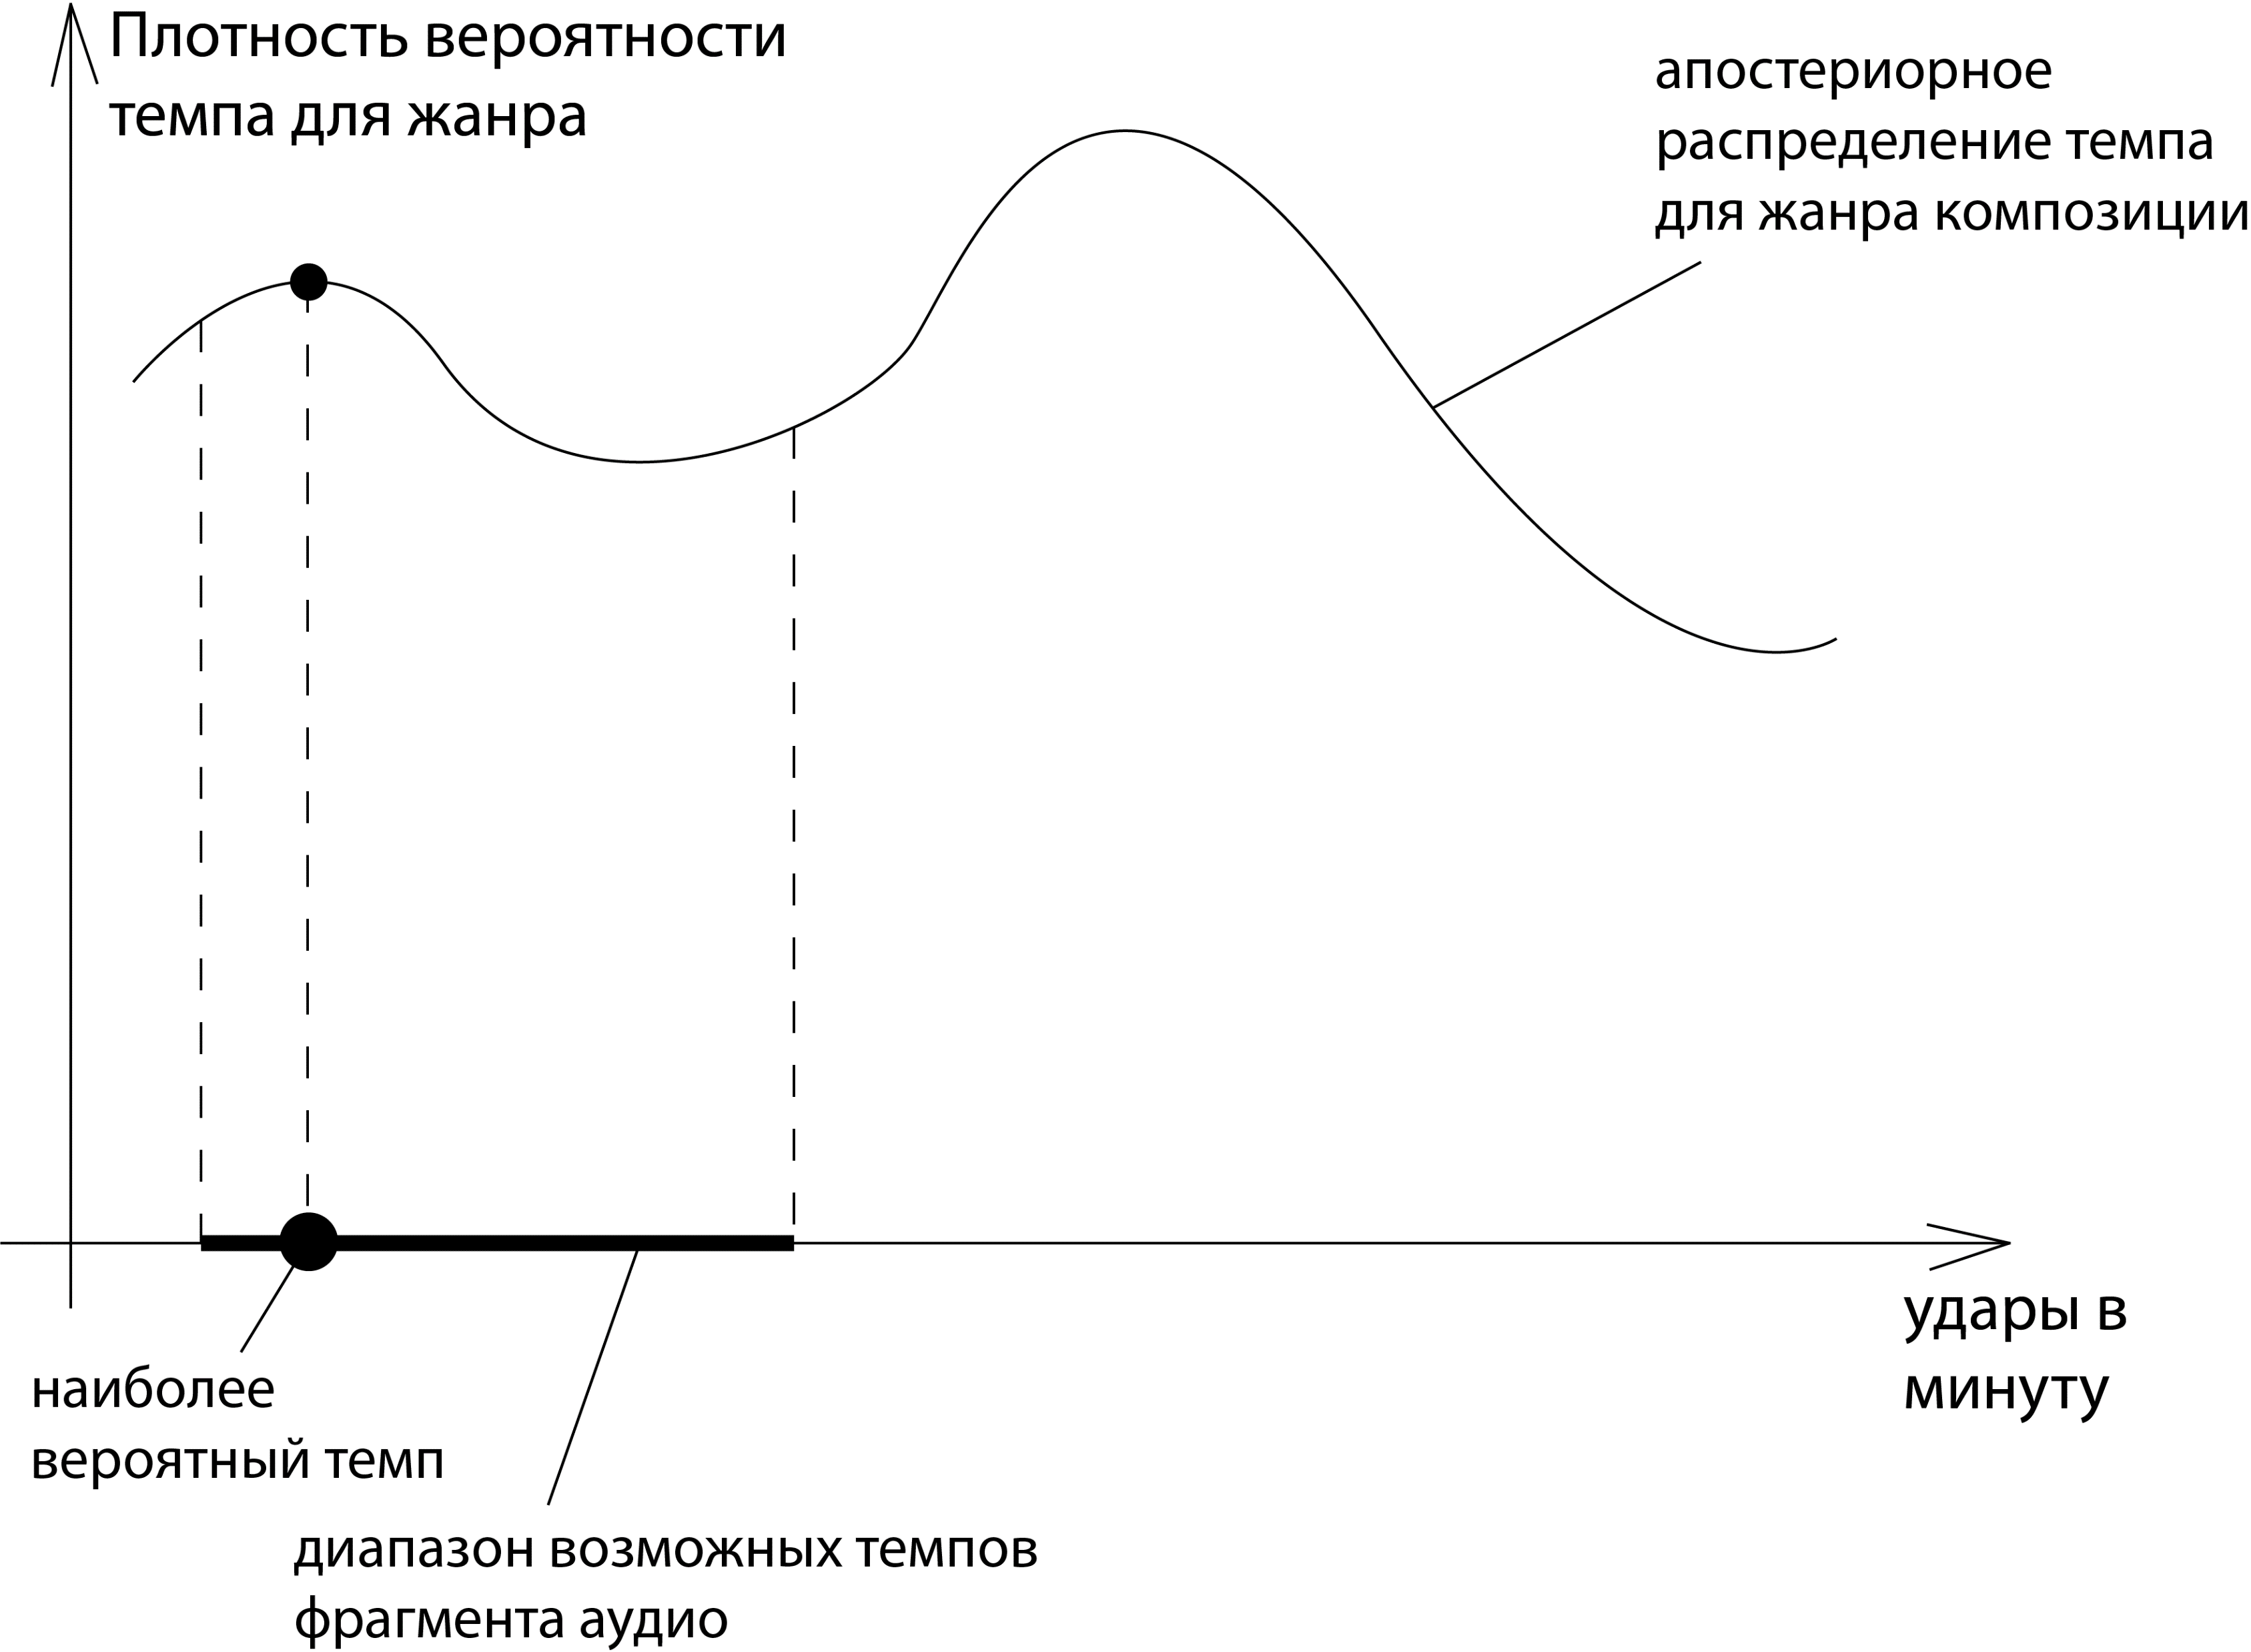 Плотность вероятности
темпа для жанра
апостериорное
распределение темпа
для жанра композиции
удары в
минуту
наиболее
вероятный темп
диапазон возможных темпов
фрагмента аудио